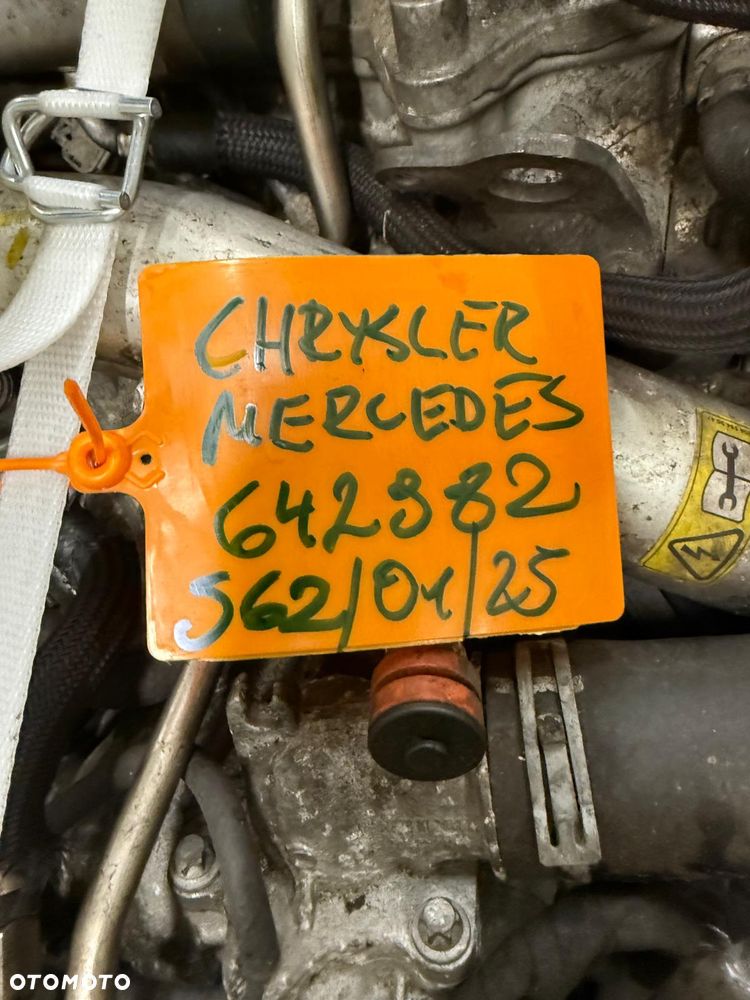 CHRYSLER
MERCEDES
642982
562/01/25
OTOMOTO